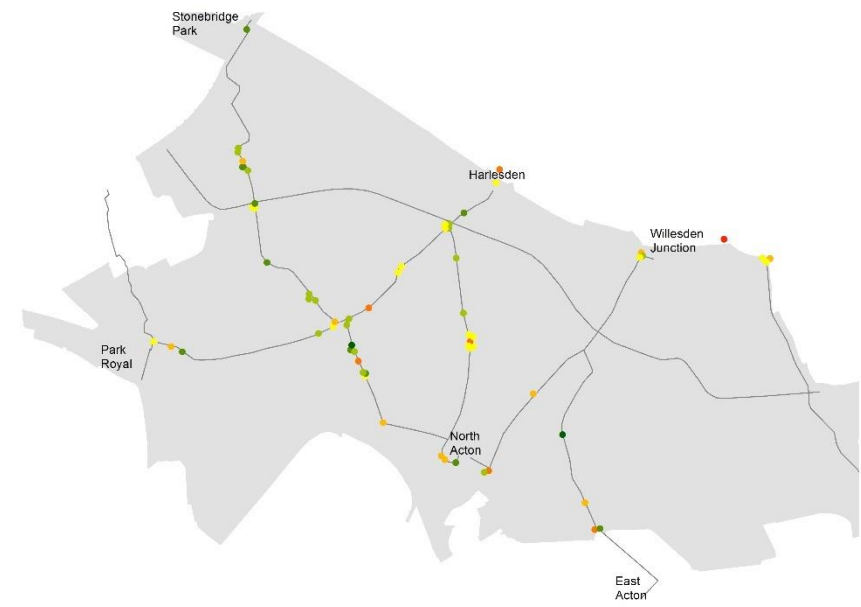 Stonebridge
Park
Harlesden
Willesden
Junction
Park
Royal
North
Acton
East
Acton